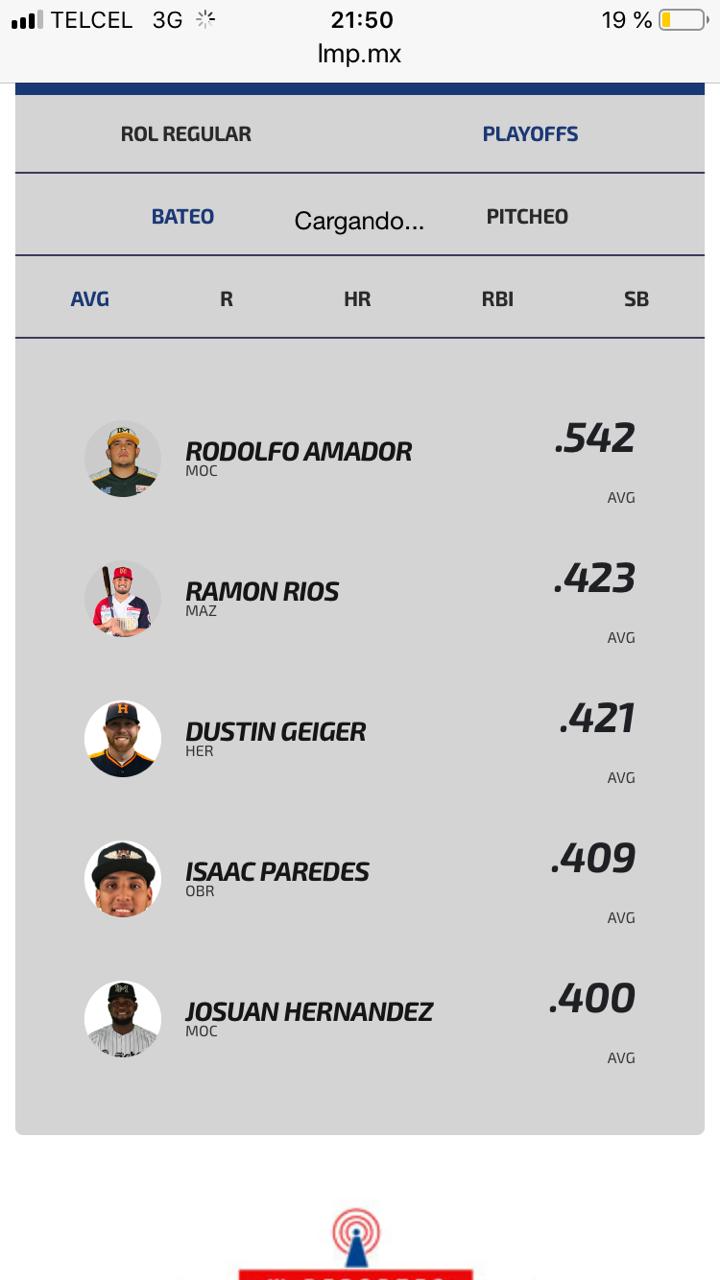 TELCEL 3G 21:50 19 %
lmp.mx
ROL REGULAR PLAYOFFS
BATEO Cargando... PITCHEO
AVG R HR RBI SB
RODOLFO AMADOR .542
MOC
AVG
RAMON RIOS .423
MAZ
AVG
DUSTIN GEIGER .421
HER
AVG
ISAAC PAREDES .409
OBR
AVG
JOSUAN HERNANDEZ .400
MOC
AVG